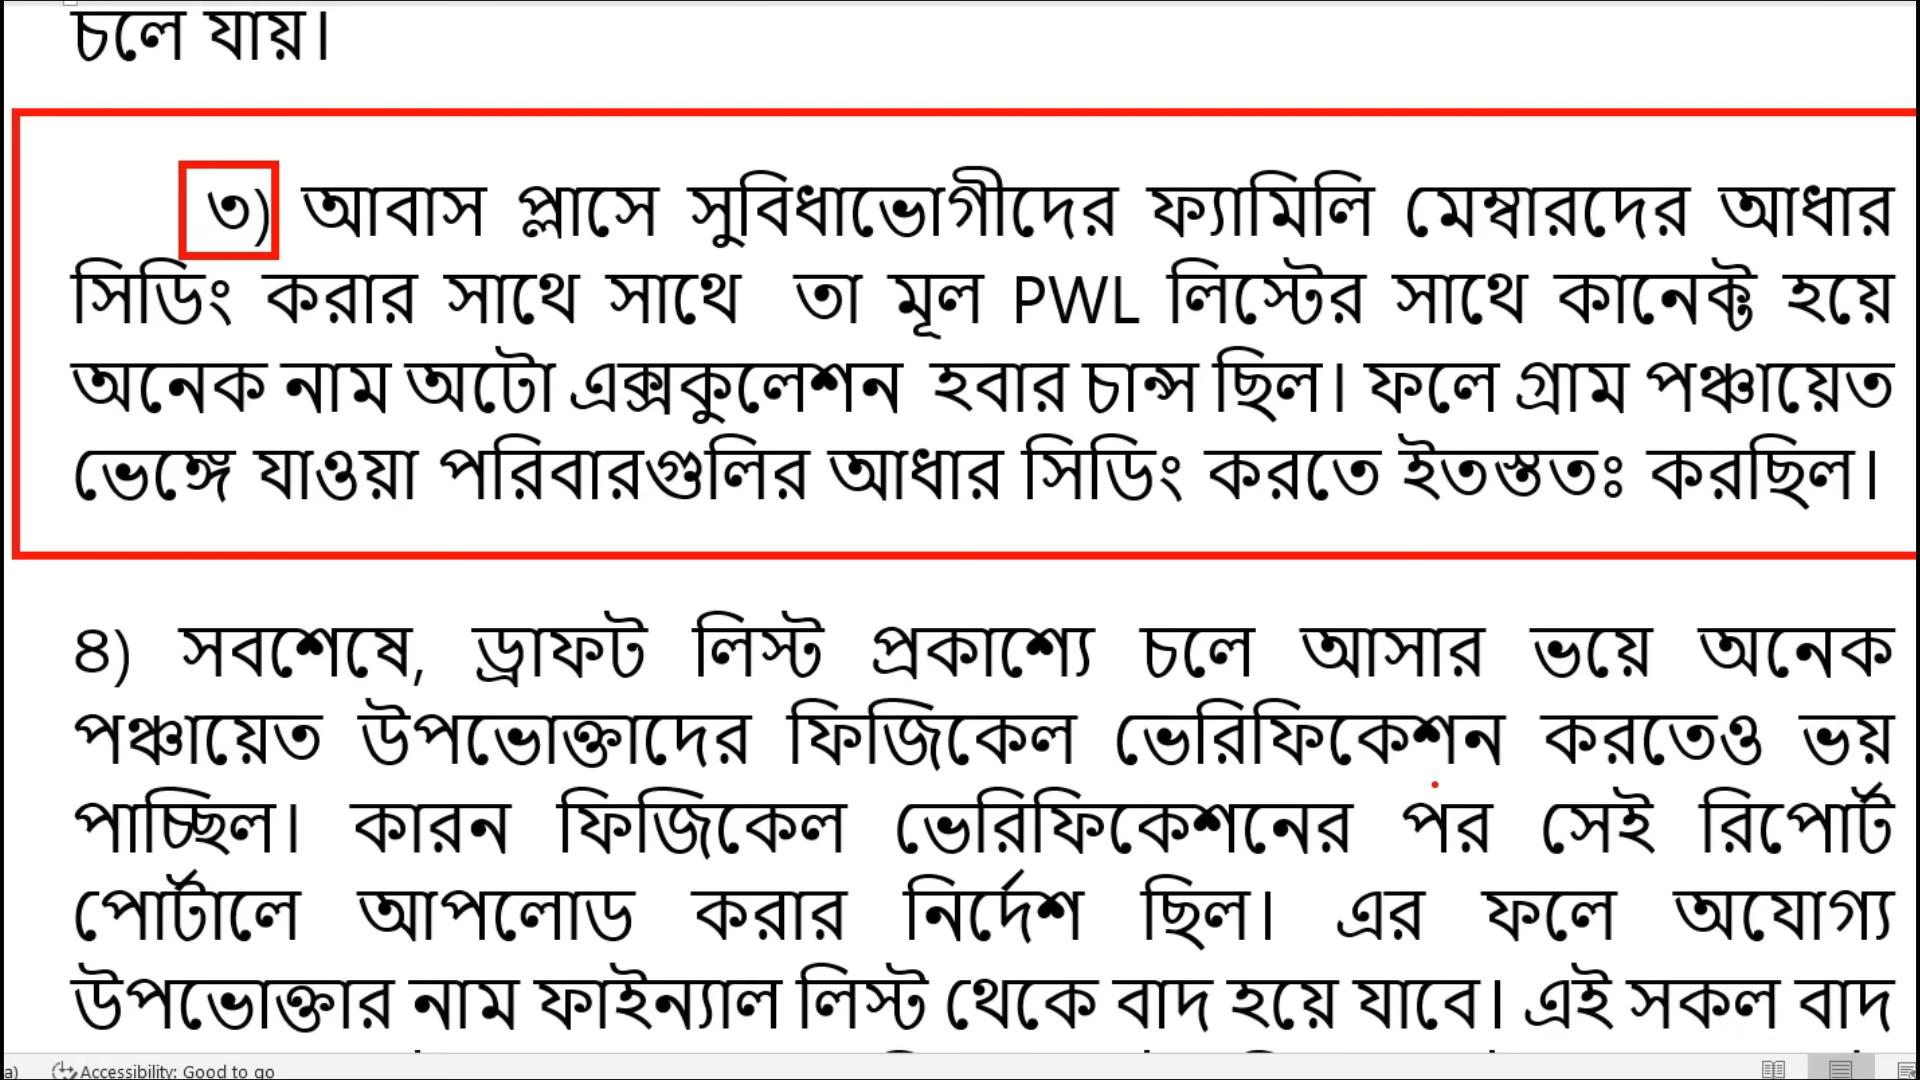 চলে যায়।
৩) আবাস প্লাসে সুবিধাভোগীদের ফ্যামিলি মেম্বারদের আধার
সিডিং করার সাথে সাথে তা মূল PWL লিস্টের সাথে কানেক্ট হয়ে
অনেক নাম অটো এক্সকুলেশন হবার চান্স ছিল। ফলে গ্রাম পঞ্চায়েত
ভেঙ্গে যাওয়া পরিবারগুলির আধার সিডিং করতে ইতস্ততঃ করছিল।
৪) সবশেষে, ড্রাফট লিস্ট প্রকাশ্যে চলে আসার ভয়ে অনেক
পঞ্চায়েত উপভোক্তাদের ফিজিকেল ভেরিফিকেশন করতেও ভয়
পাচ্ছিল। কারন ফিজিকেল ভেরিফিকেশনের পর সেই রিপোর্ট
পোর্টালে আপলোড করার নির্দেশ ছিল। এর ফলে অযোগ্য
উপভোক্তার নাম ফাইন্যাল লিস্ট থেকে বাদ হয়ে যাবে। এই সকল বাদ
a) Accessibility: Good to go